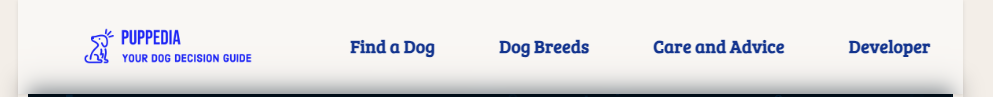 PUPPEDIA
YOUR DOG DECISION GUIDE
Find a Dog Dog Breeds Care and Advice Developer